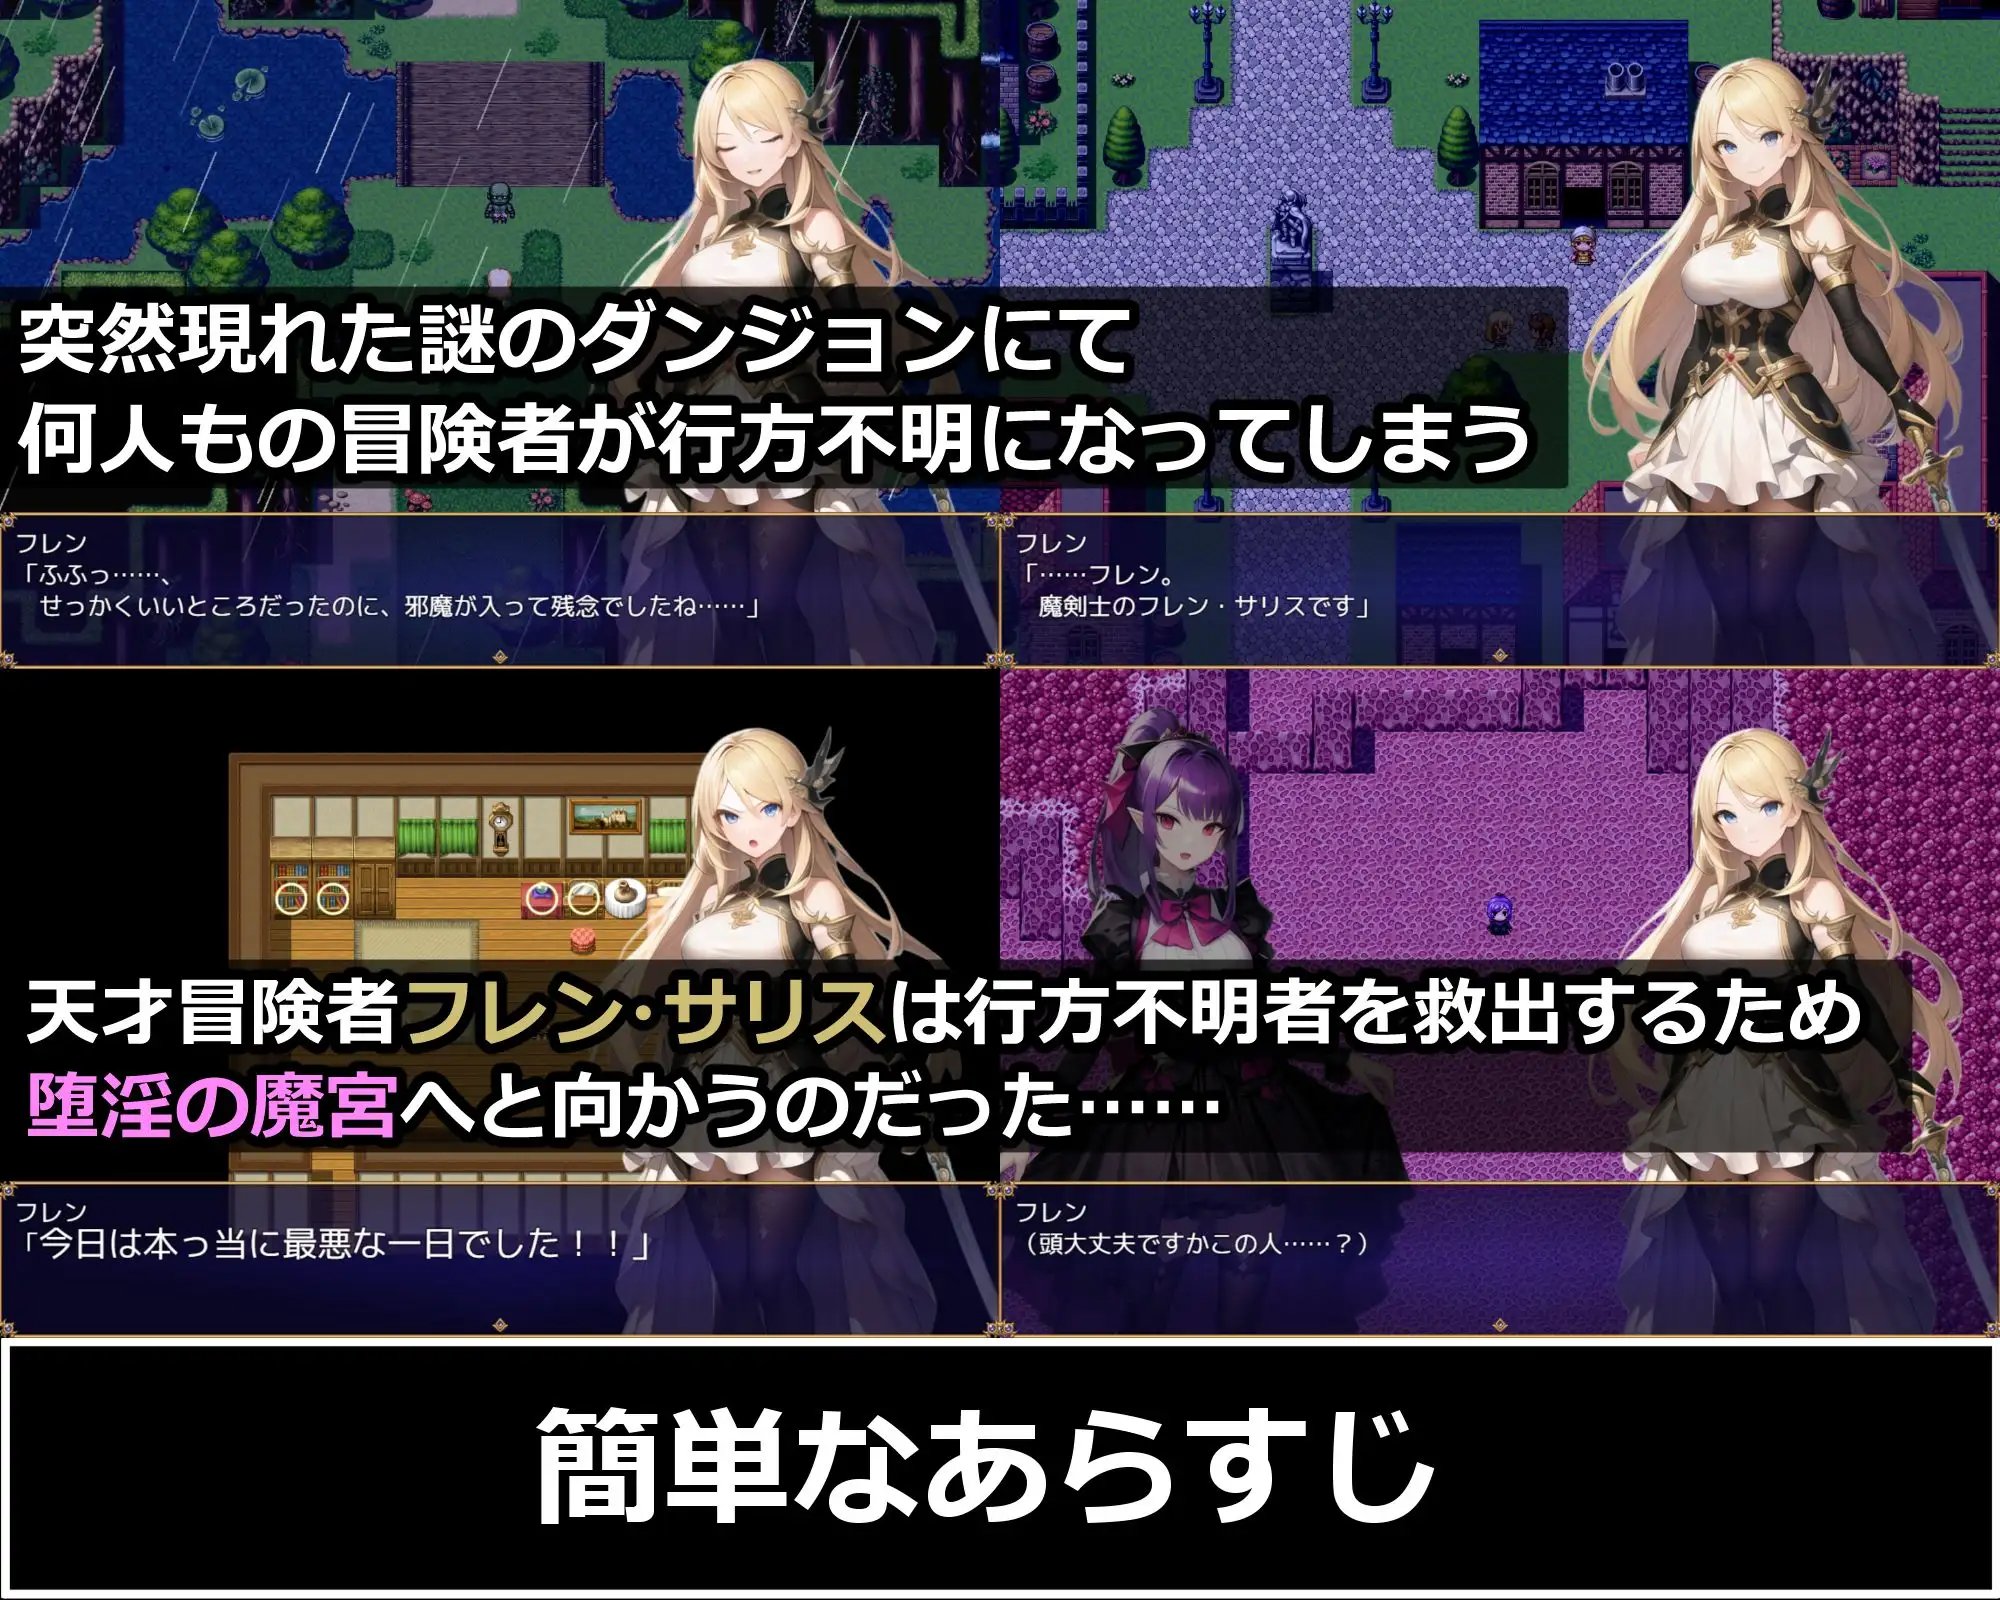 突然現れた謎のダンジョンにて
何人もの冒険者が行方不明になってしまう
フレン
「ふふっ……、
せっかくいいところだったのに、邪魔が入って残念でしたね……」
フレン
「……フレン。
魔剣士のフレン・サリスです」
天才冒険者フレン・サリスは行方不明者を救出するため
堕淫の魔宮へと向かうのだった……
フレン
「今日は本っ当に最悪な一日でした！！」
フレン
（頭大丈夫ですかこの人……？）
簡単なあらすじ